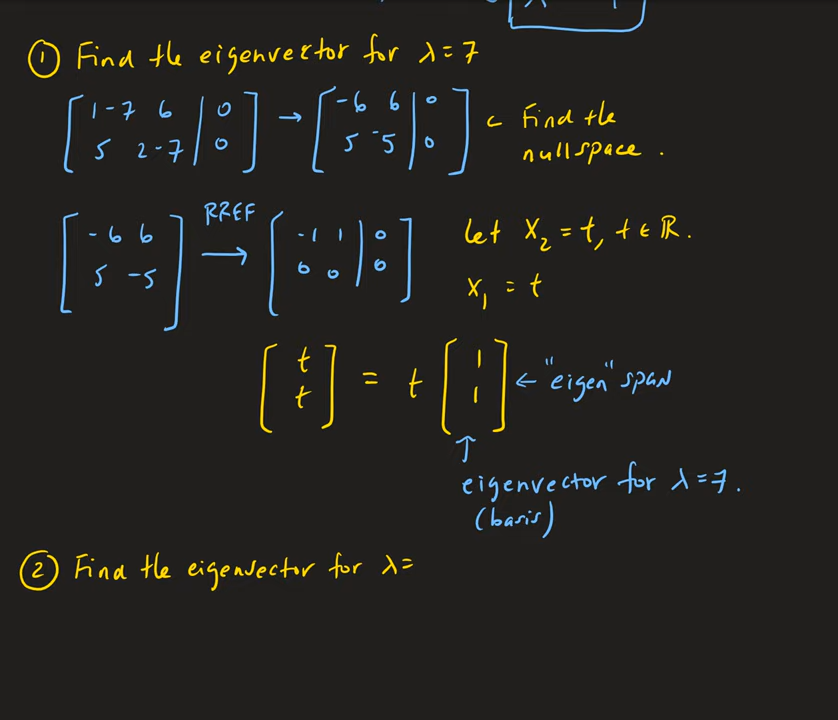 ① Find the eigenvector for λ=7
[ 1-7 6 | 0 ] → [ -6 6 | 0 ] ← Find the
[ 5 2-7 | 0 ] [ 5 -5 | 0 ] nullspace.
RREF
[ -6 6 ] → [ -1 1 | 0 ] let x₂ = t, t ∈ ℝ.
[ 5 -5 ] [ 0 0 | 0 ] x₁ = t
[ t ] = t [ 1 ] ← "eigen" span
[ t ] [ 1 ]
↑
eigenvector for λ=7.
(basis)
② Find the eigenvector for λ=